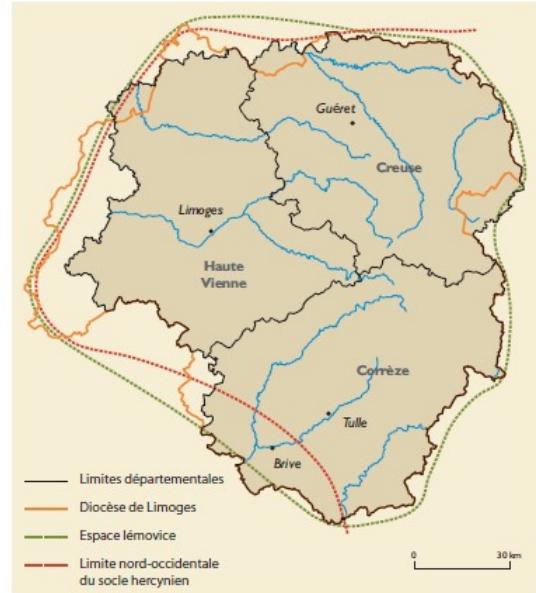 Guéret
Creuse
Limoges
Haute
Vienne
Corrèze
Tulle
Brive
Limites départementales
Diocèse de Limoges
Espace lémovice
Limite nord-occidentale
du socle hercynien
0 30 km